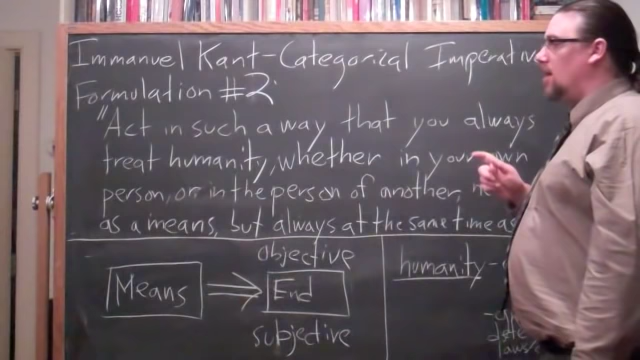 Immanuel Kant-Categorical
Formulation #2:
"Act in such a way that you always
treat humanity, whether in your own
person, or in the person of another,
as a means, but always at the same time as
objective
Means ⇒ End
subjective
humanity -